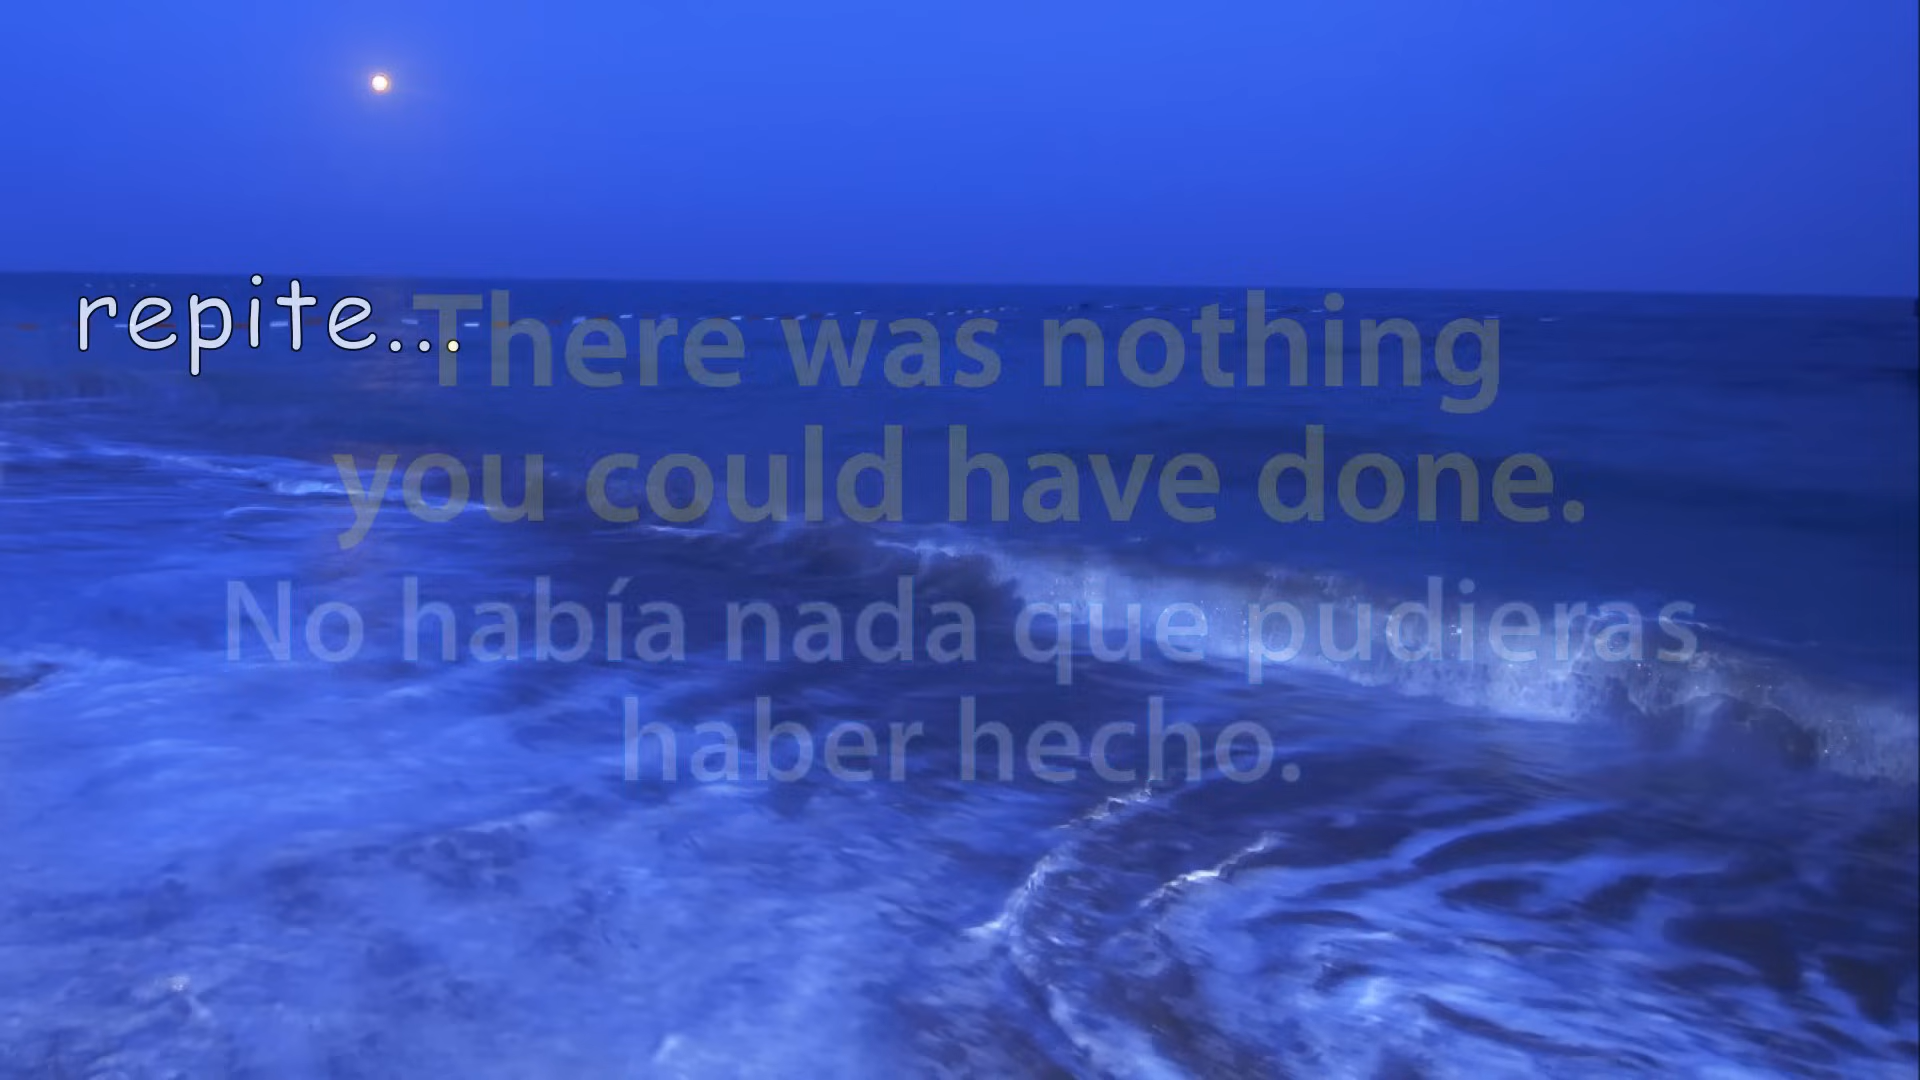 repite...
There was nothing
you could have done.
No había nada que pudieras
haber hecho.